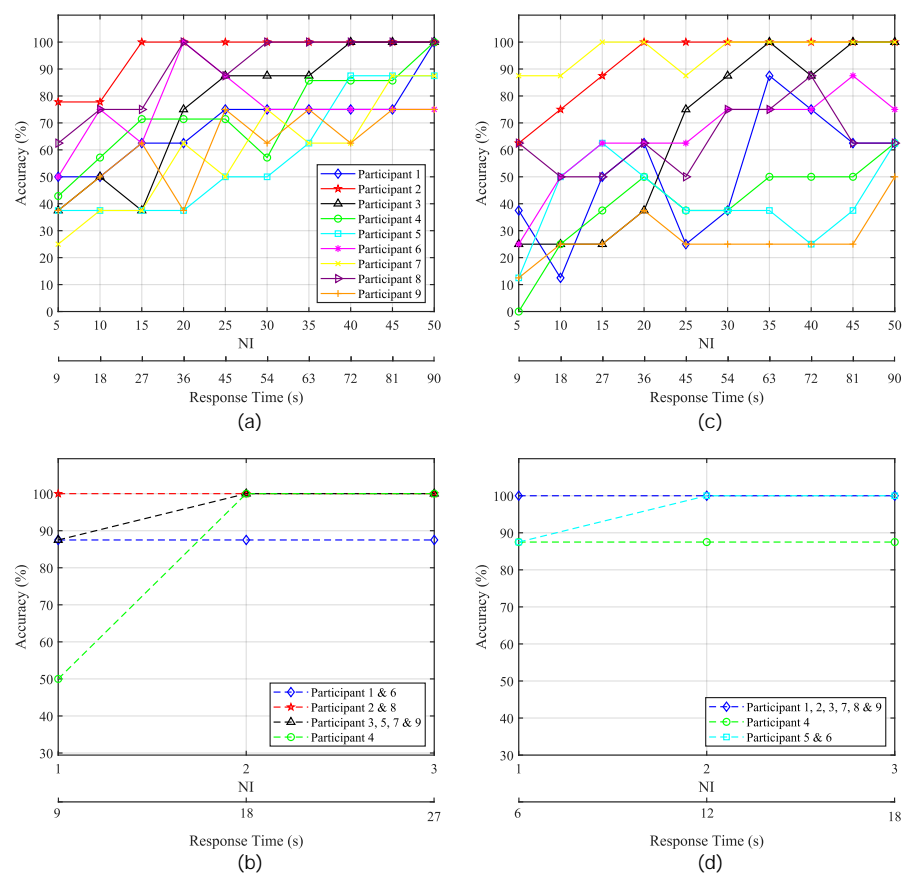 100
90
80
70
60
50
40
30
20
10
0
Accuracy (%)
Participant 1
Participant 2
Participant 3
Participant 4
Participant 5
Participant 6
Participant 7
Participant 8
Participant 9
5 10 15 20 25 30 35 40 45 50
NI
9 18 27 36 45 54 63 72 81 90
Response Time (s)
(a)
100
90
80
70
60
50
40
30
20
10
0
Accuracy (%)
5 10 15 20 25 30 35 40 45 50
NI
9 18 27 36 45 54 63 72 81 90
Response Time (s)
(c)
100
90
80
70
60
50
40
30
Accuracy (%)
Participant 1 & 6
Participant 2 & 8
Participant 3, 5, 7 & 9
Participant 4
1 2 3
NI
9 18 27
Response Time (s)
(b)
100
90
80
70
60
50
40
30
Accuracy (%)
Participant 1, 2, 3, 7, 8 & 9
Participant 4
Participant 5 & 6
1 2 3
NI
6 12 18
Response Time (s)
(d)